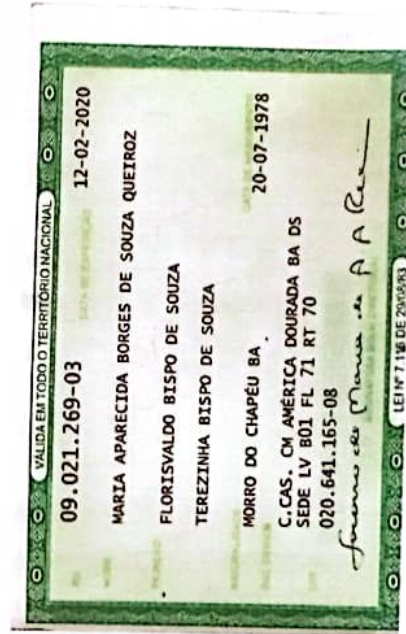 VÁLIDA EM TODO O TERRITÓRIO NACIONAL
09.021.269-03 12-02-2020
MARIA APARECIDA BORGES DE SOUZA QUEIROZ
FLORISVALDO BISPO DE SOUZA
TEREZINHA BISPO DE SOUZA
MORRO DO CHAPÉU BA 20-07-1978
C.CAS. CM AMÉRICA DOURADA BA DS
SEDE LV B01 FL 71 RT 70
020.641.165-08
LEI Nº 7.116 DE 29/08/83